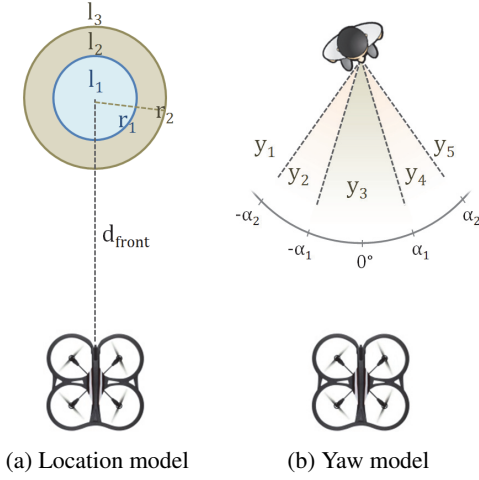 l₃
l₂
l₁
r₁
r₂
d_front
(a) Location model
y₁
y₂
y₃
y₄
y₅
-α₂
-α₁
0°
α₁
α₂
(b) Yaw model